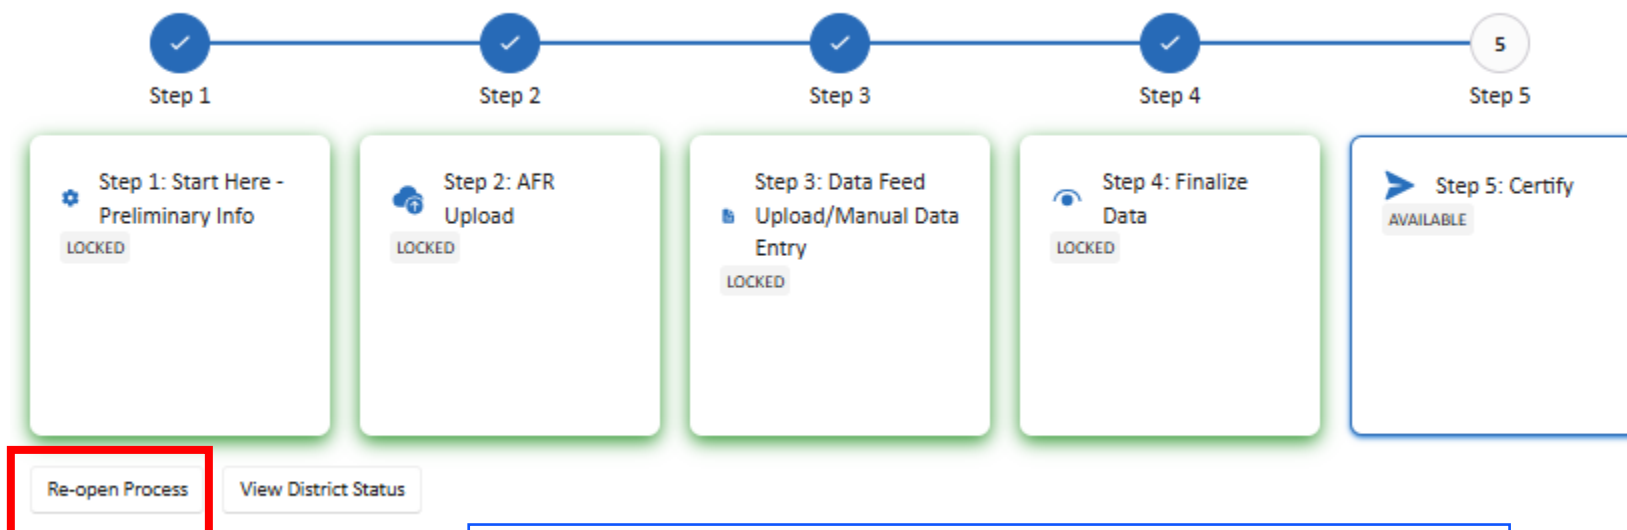 5
Step 1
Step 2
Step 3
Step 4
Step 5
Step 1: Start Here -
Preliminary Info
LOCKED
Step 2: AFR
Upload
LOCKED
Step 3: Data Feed
Upload/Manual Data
Entry
LOCKED
Step 4: Finalize
Data
LOCKED
Step 5: Certify
AVAILABLE
Re-open Process
View District Status